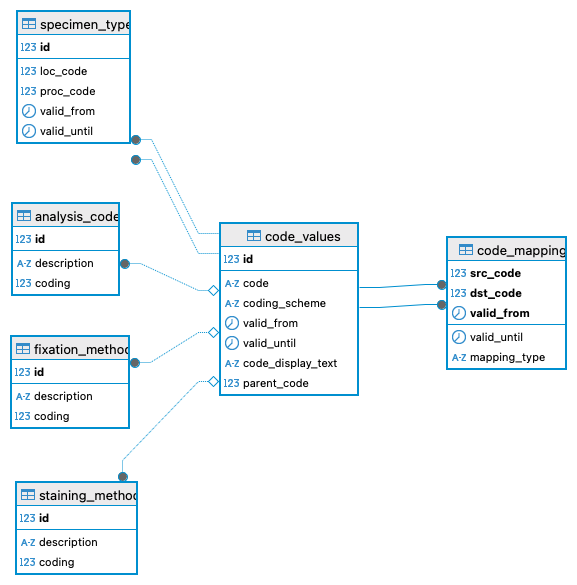 specimen_type
123 id
123 loc_code
123 proc_code
valid_from
valid_until
analysis_code
123 id
A-Z description
123 coding
fixation_method
123 id
A-Z description
123 coding
staining_method
123 id
A-Z description
123 coding
code_values
123 id
A-Z code
A-Z coding_scheme
valid_from
valid_until
A-Z code_display_text
123 parent_code
code_mapping
123 src_code
123 dst_code
valid_from
valid_until
A-Z mapping_type